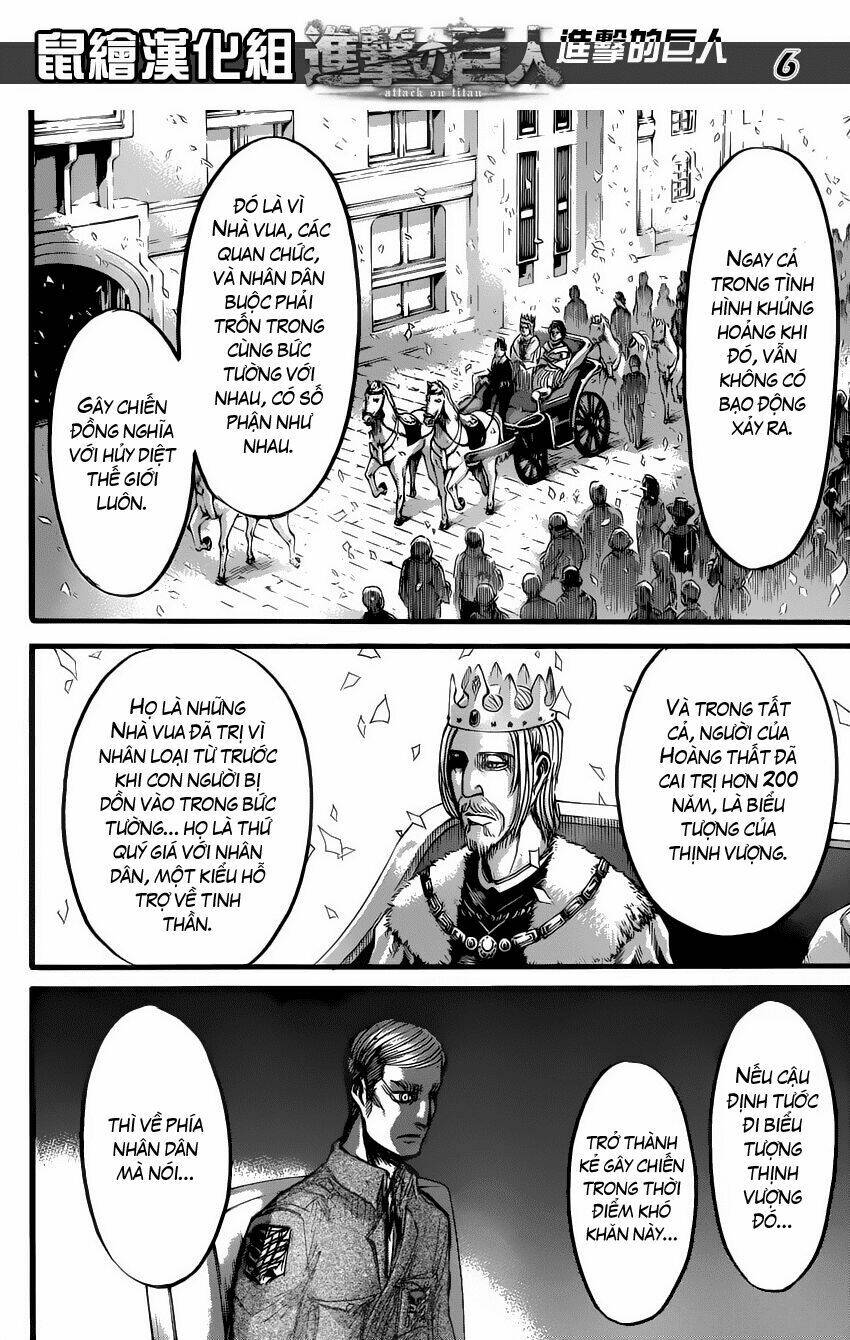 鼠繪漢化組
進撃の巨人
attack on titan
進擊的巨人
6
NGAY CẢ
TRONG TÌNH
HÌNH KHỦNG
HOẢNG KHI
ĐÓ, VẪN
KHÔNG CÓ
BẠO ĐỘNG
XẢY RA.
ĐÓ LÀ VÌ
NHÀ VUA, CÁC
QUAN CHỨC,
VÀ NHÂN DÂN
BUỘC PHẢI
TRỐN TRONG
CÙNG BỨC
TƯỜNG VỚI
NHAU, CÓ SỐ
PHẬN NHƯ
NHAU.
GÂY CHIẾN
ĐỒNG NGHĨA
VỚI HỦY DIỆT
THẾ GIỚI
LUÔN.
VÀ TRONG TẤT
CẢ, NGƯỜI CỦA
HOÀNG THẤT ĐÃ
CAI TRỊ HƠN 200
NĂM, LÀ BIỂU
TƯỢNG CỦA
THỊNH VƯỢNG.
HỌ LÀ NHỮNG
NHÀ VUA ĐÃ TRỊ VÌ
NHÂN LOẠI TỪ TRƯỚC
KHI CON NGƯỜI BỊ
DỒN VÀO TRONG BỨC
TƯỜNG... HỌ LÀ THỨ
QUÝ GIÁ VỚI NHÂN
DÂN, MỘT KIỂU HỖ
TRỢ VỀ TINH
THẦN.
NẾU CẬU
ĐỊNH TƯỚC
ĐI BIỂU
TƯỢNG
THỊNH
VƯỢNG
ĐÓ...
TRỞ THÀNH
KẺ GÂY CHIẾN
TRONG THỜI
ĐIỂM KHÓ
KHĂN NÀY...
THÌ VỀ PHÍA
NHÂN DÂN
MÀ NÓI...